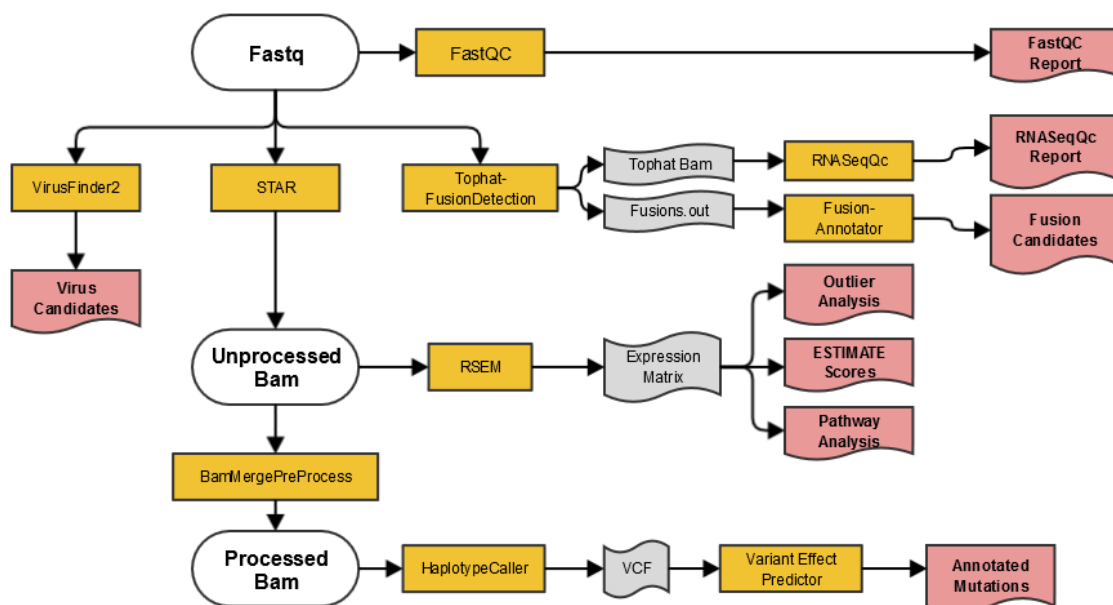 Fastq
FastQC
FastQC
Report
VirusFinder2
STAR
Tophat-
FusionDetection
Tophat Bam
RNASeqQc
RNASeqQc
Report
Fusions.out
Fusion-
Annotator
Fusion
Candidates
Virus
Candidates
Outlier
Analysis
Unprocessed
Bam
RSEM
Expression
Matrix
ESTIMATE
Scores
Pathway
Analysis
BamMergePreProcess
Processed
Bam
HaplotypeCaller
VCF
Variant Effect
Predictor
Annotated
Mutations